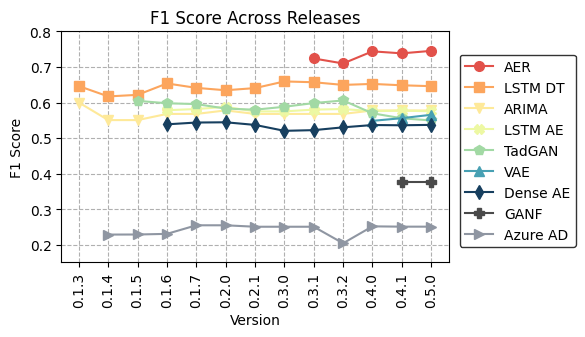 F1 Score Across Releases
F1 Score
0.8
0.7
0.6
0.5
0.4
0.3
0.2
0.1.3
0.1.4
0.1.5
0.1.6
0.1.7
0.2.0
0.2.1
0.3.0
0.3.1
0.3.2
0.4.0
0.4.1
0.5.0
Version
AER
LSTM DT
ARIMA
LSTM AE
TadGAN
VAE
Dense AE
GANF
Azure AD